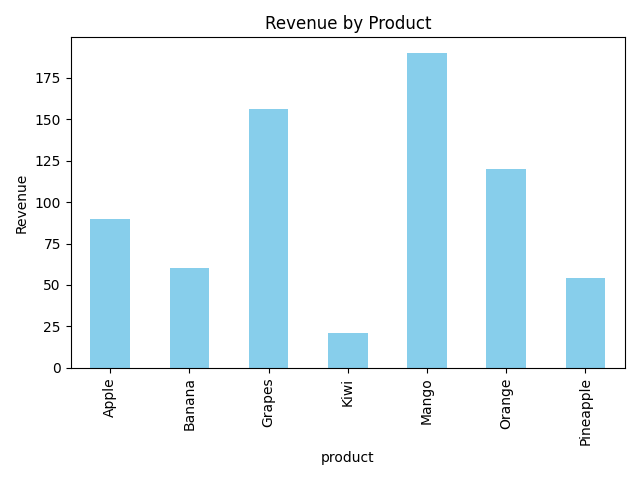 Revenue by Product
Revenue
175
150
125
100
75
50
25
0
Apple
Banana
Grapes
Kiwi
Mango
Orange
Pineapple
product